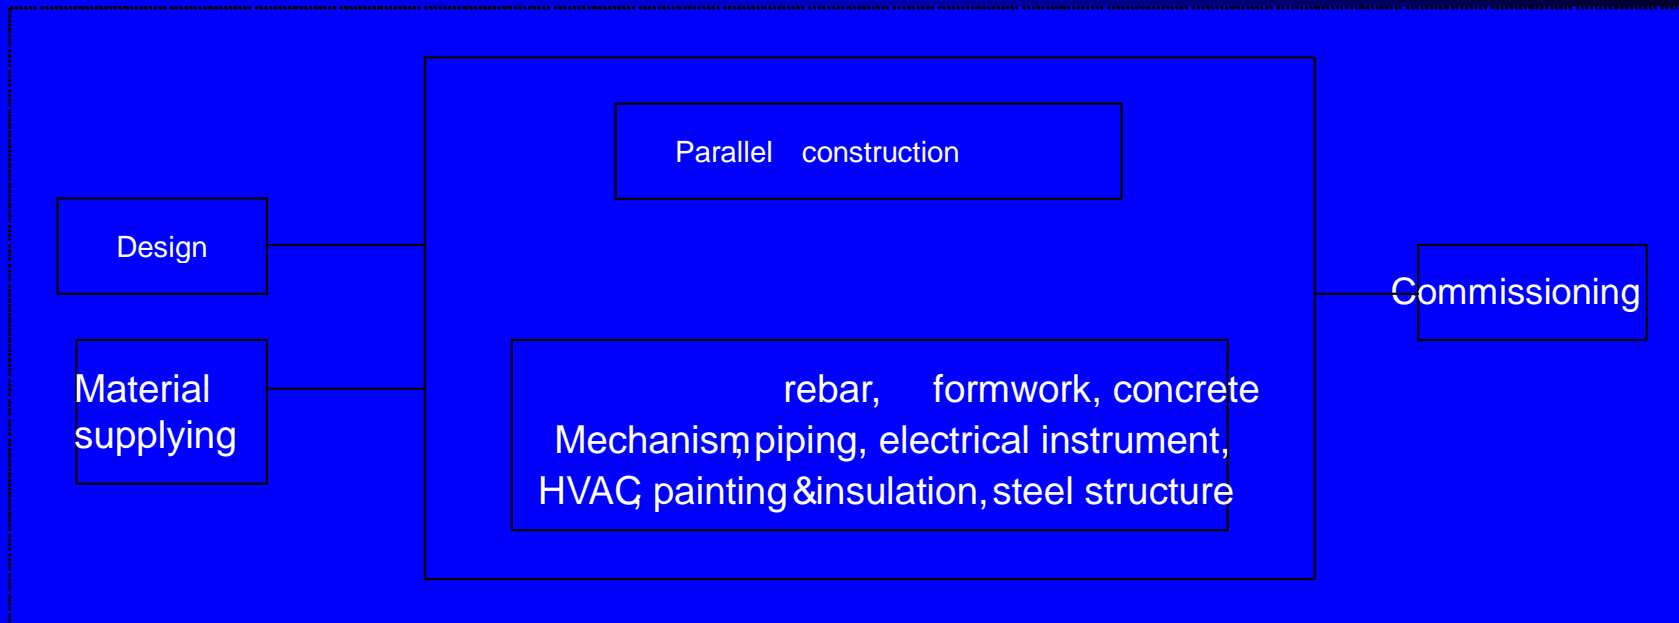 Parallel construction
Design
Commissioning
Material
supplying
rebar, formwork, concrete
Mechanism, piping, electrical instrument,
HVAC, painting &insulation, steel structure